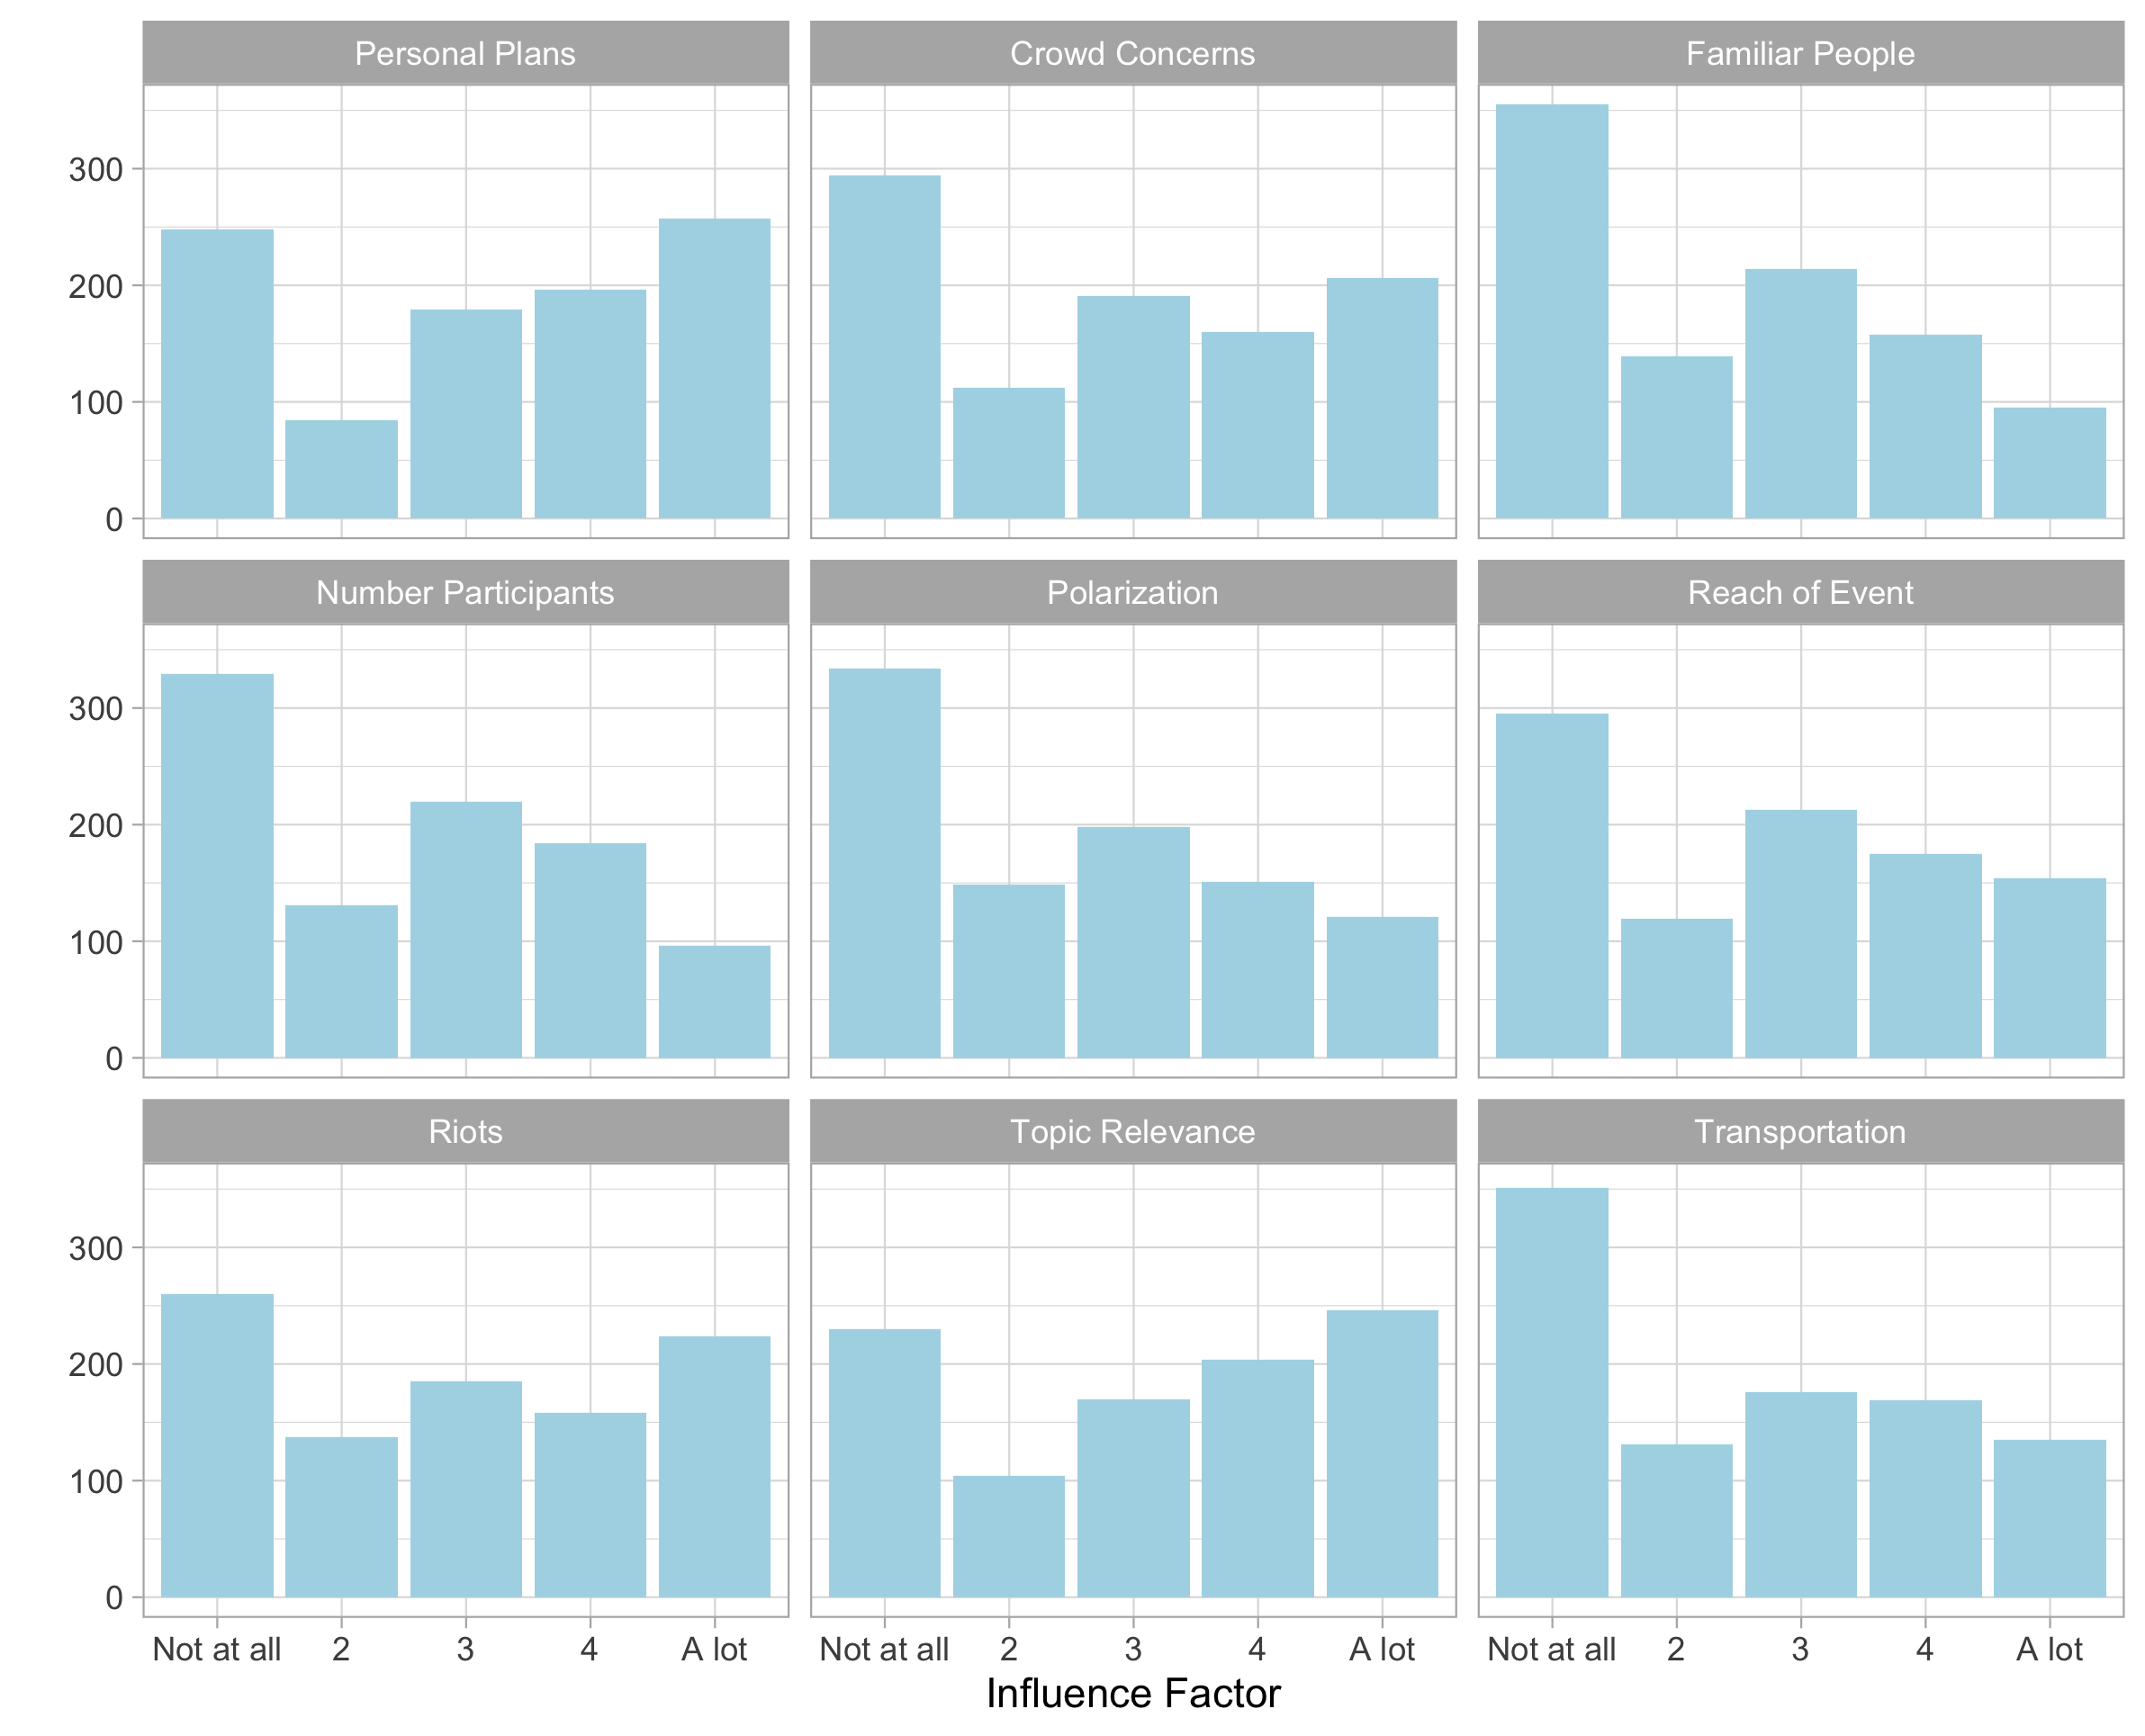 Personal Plans
Crowd Concerns
Familiar People
300
200
100
0
Number Participants
Polarization
Reach of Event
300
200
100
0
Riots
Topic Relevance
Transportation
300
200
100
0
Not at all 2 3 4 A lot
Not at all 2 3 4 A lot
Not at all 2 3 4 A lot
Influence Factor